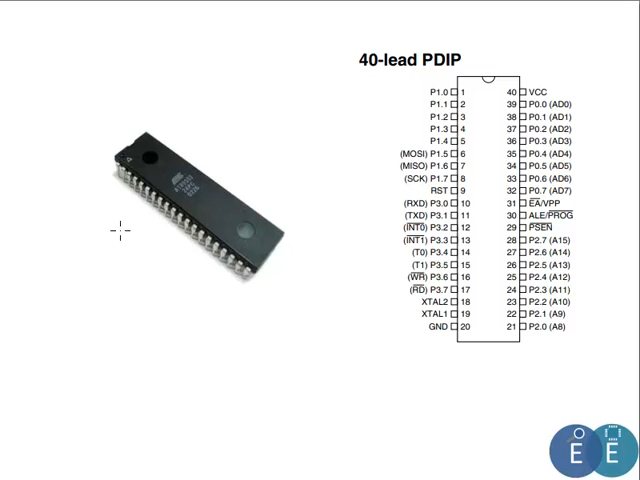 40-lead PDIP
P1.0 1 40 VCC
P1.1 2 39 P0.0 (AD0)
P1.2 3 38 P0.1 (AD1)
P1.3 4 37 P0.2 (AD2)
P1.4 5 36 P0.3 (AD3)
(MOSI) P1.5 6 35 P0.4 (AD4)
(MISO) P1.6 7 34 P0.5 (AD5)
(SCK) P1.7 8 33 P0.6 (AD6)
RST 9 32 P0.7 (AD7)
(RXD) P3.0 10 31 EA/VPP
(TXD) P3.1 11 30 ALE/PROG
(INT0) P3.2 12 29 PSEN
(INT1) P3.3 13 28 P2.7 (A15)
(T0) P3.4 14 27 P2.6 (A14)
(T1) P3.5 15 26 P2.5 (A13)
(WR) P3.6 16 25 P2.4 (A12)
(RD) P3.7 17 24 P2.3 (A11)
XTAL2 18 23 P2.2 (A10)
XTAL1 19 22 P2.1 (A9)
GND 20 21 P2.0 (A8)
E E